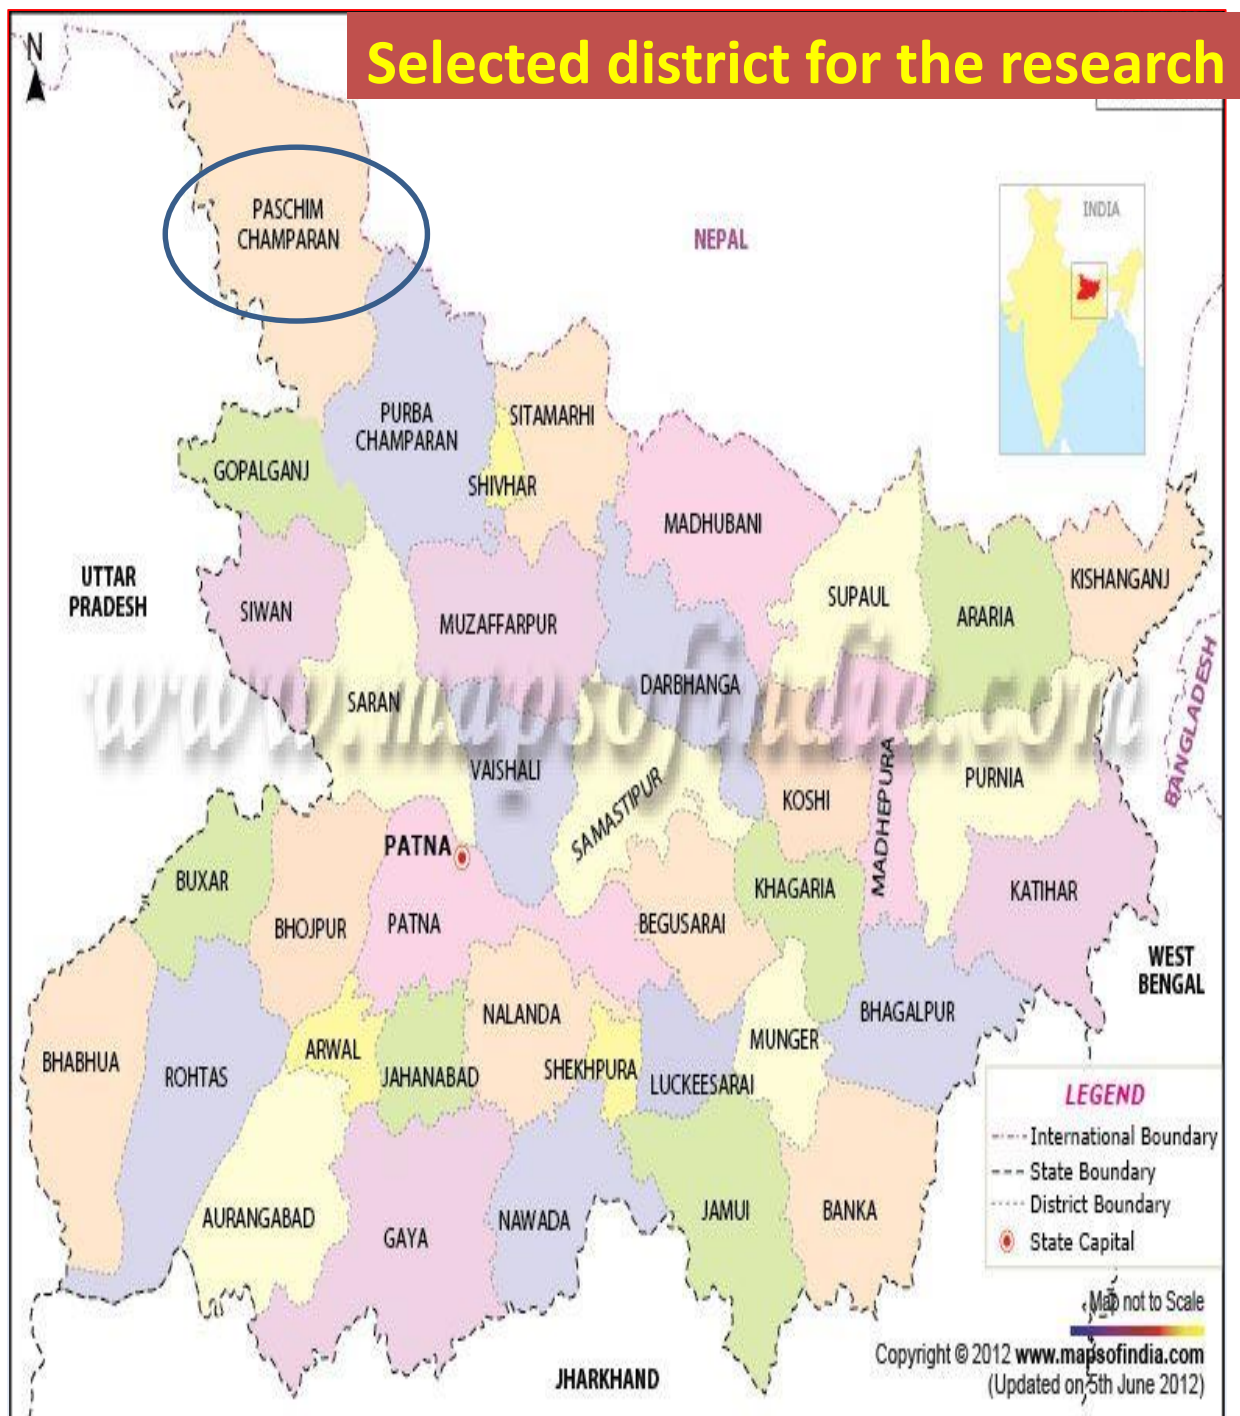 Selected district for the research
N
PASCHIM
CHAMPARAN
NEPAL
INDIA
PURBA
CHAMPARAN
SITAMARHI
GOPALGANJ
SHIVHAR
MADHUBANI
UTTAR
PRADESH
SIWAN
MUZAFFARPUR
SUPAUL
ARARIA
KISHANGANJ
SARAN
DARBHANGA
BANGLADESH
www.mapsofindia.com
VAISHALI
SAMASTIPUR
KOSHI
MADHEPURA
PURNIA
PATNA
BUXAR
BHOJPUR
PATNA
BEGUSARAI
KHAGARIA
KATIHAR
WEST
BENGAL
BHABHUA
ROHTAS
ARWAL
JAHANABAD
NALANDA
SHEKHPURA
LUCKEESARAI
MUNGER
BHAGALPUR
AURANGABAD
GAYA
NAWADA
JAMUI
BANKA
LEGEND
International Boundary
State Boundary
District Boundary
State Capital
Map not to Scale
JHARKHAND
Copyright © 2012 www.mapsofindia.com
(Updated on 5th June 2012)